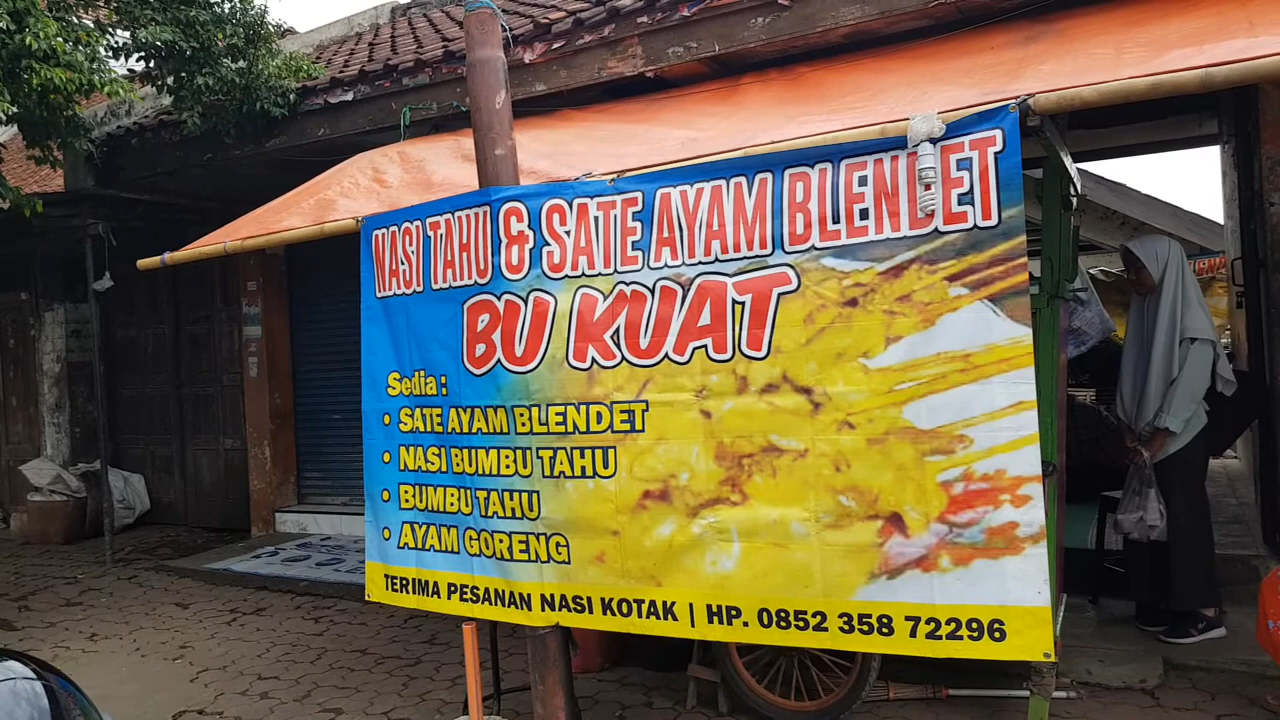 NASI TAHU & SATE AYAM BLENDET
BU KUAT
Sedia :
• SATE AYAM BLENDET
• NASI BUMBU TAHU
• BUMBU TAHU
• AYAM GORENG
TERIMA PESANAN NASI KOTAK | HP. 0852 358 72296